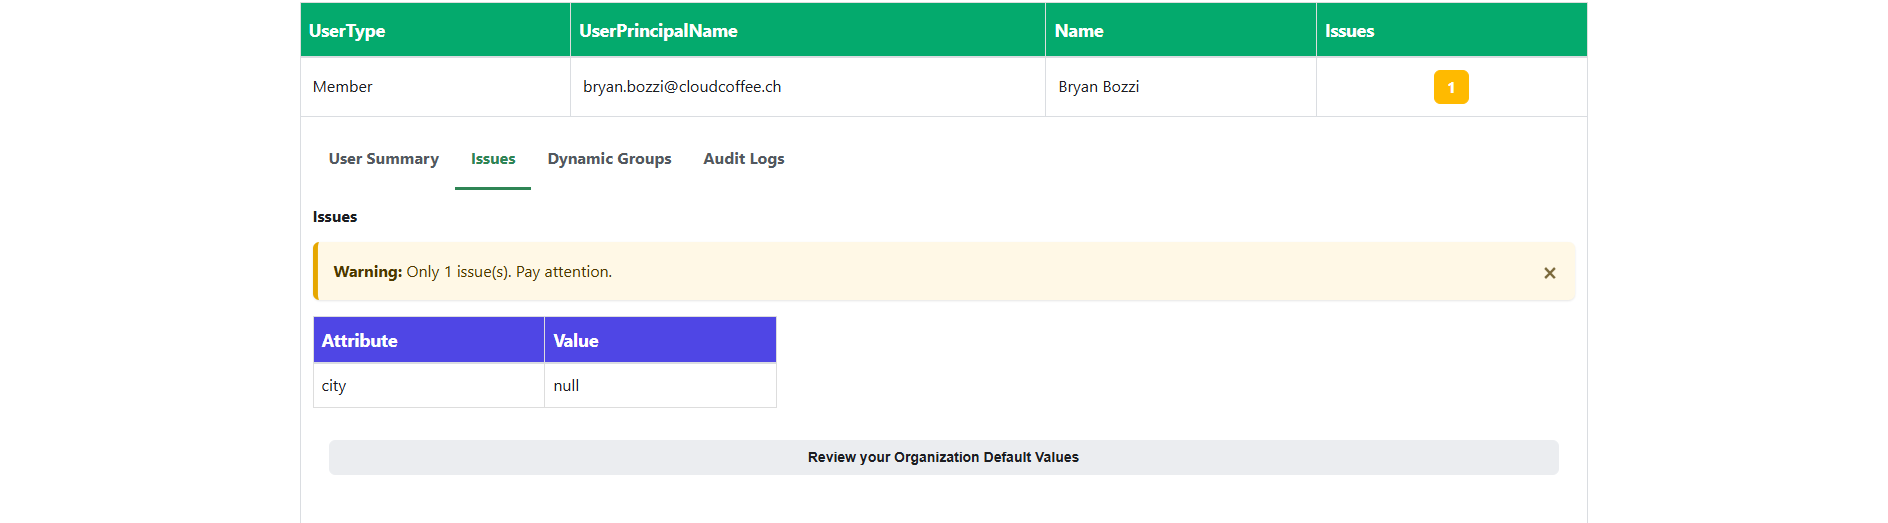 UserType UserPrincipalName Name Issues
Member bryan.bozzi@cloudcoffee.ch Bryan Bozzi 1
User Summary Issues Dynamic Groups Audit Logs
Issues
Warning: Only 1 issue(s). Pay attention. ×
Attribute Value
city null
Review your Organization Default Values